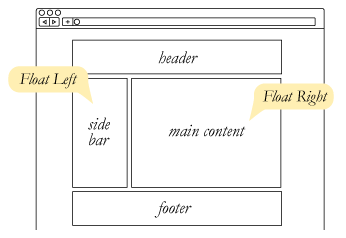 header
Float Left
Float Right
side
bar
main content
footer